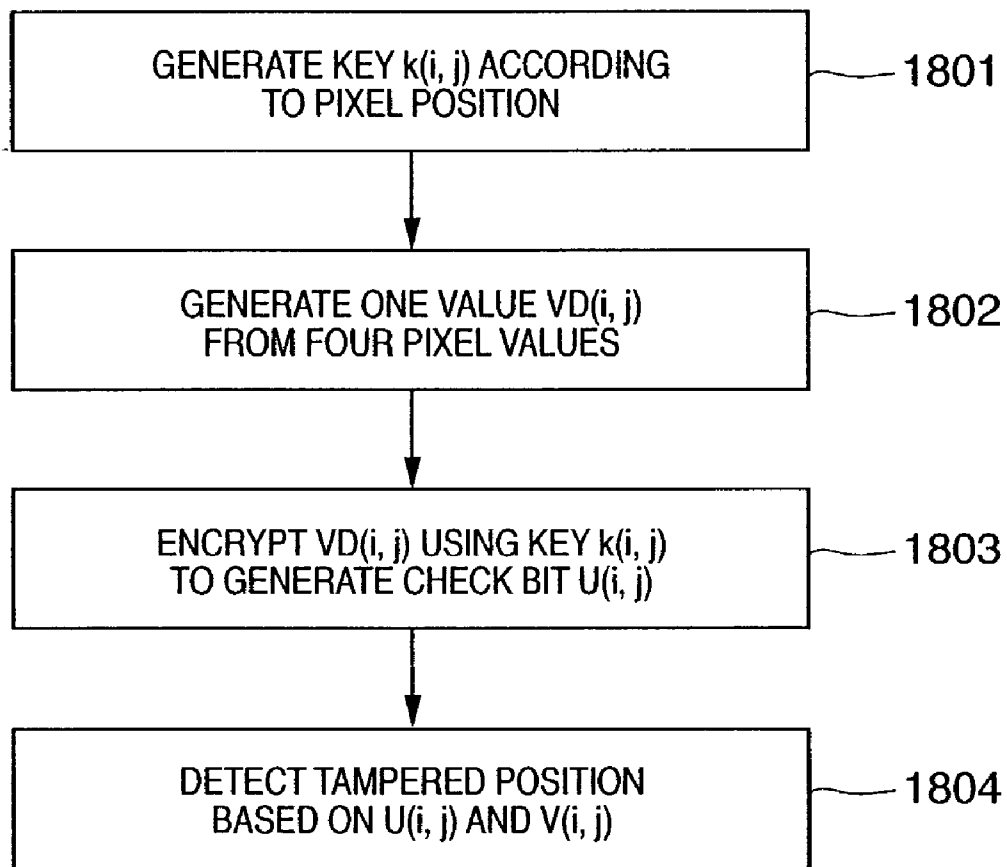 GENERATE KEY k(i, j) ACCORDING
TO PIXEL POSITION
1801
GENERATE ONE VALUE VD(i, j)
FROM FOUR PIXEL VALUES
1802
ENCRYPT VD(i, j) USING KEY k(i, j)
TO GENERATE CHECK BIT U(i, j)
1803
DETECT TAMPERED POSITION
BASED ON U(i, j) AND V(i, j)
1804